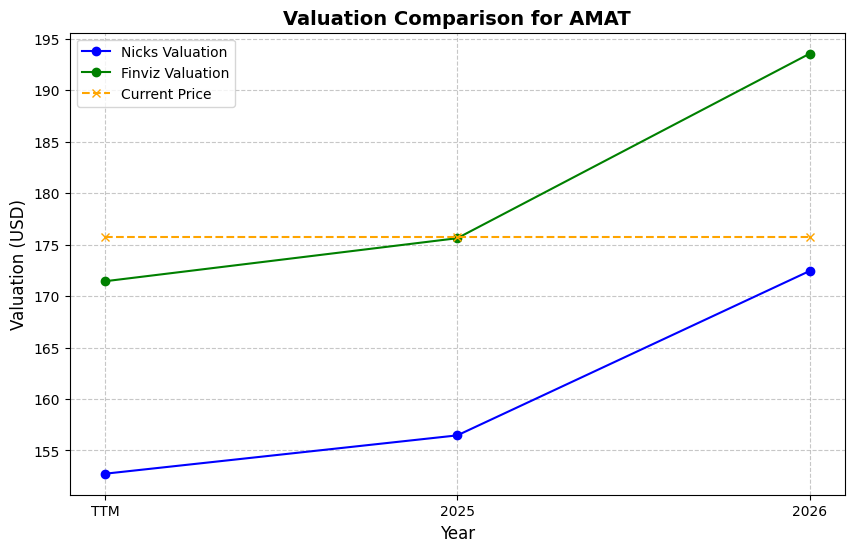 Valuation Comparison for AMAT
Nicks Valuation
Finviz Valuation
Current Price
195
190
185
180
175
170
165
160
155
Valuation (USD)
TTM
2025
2026
Year